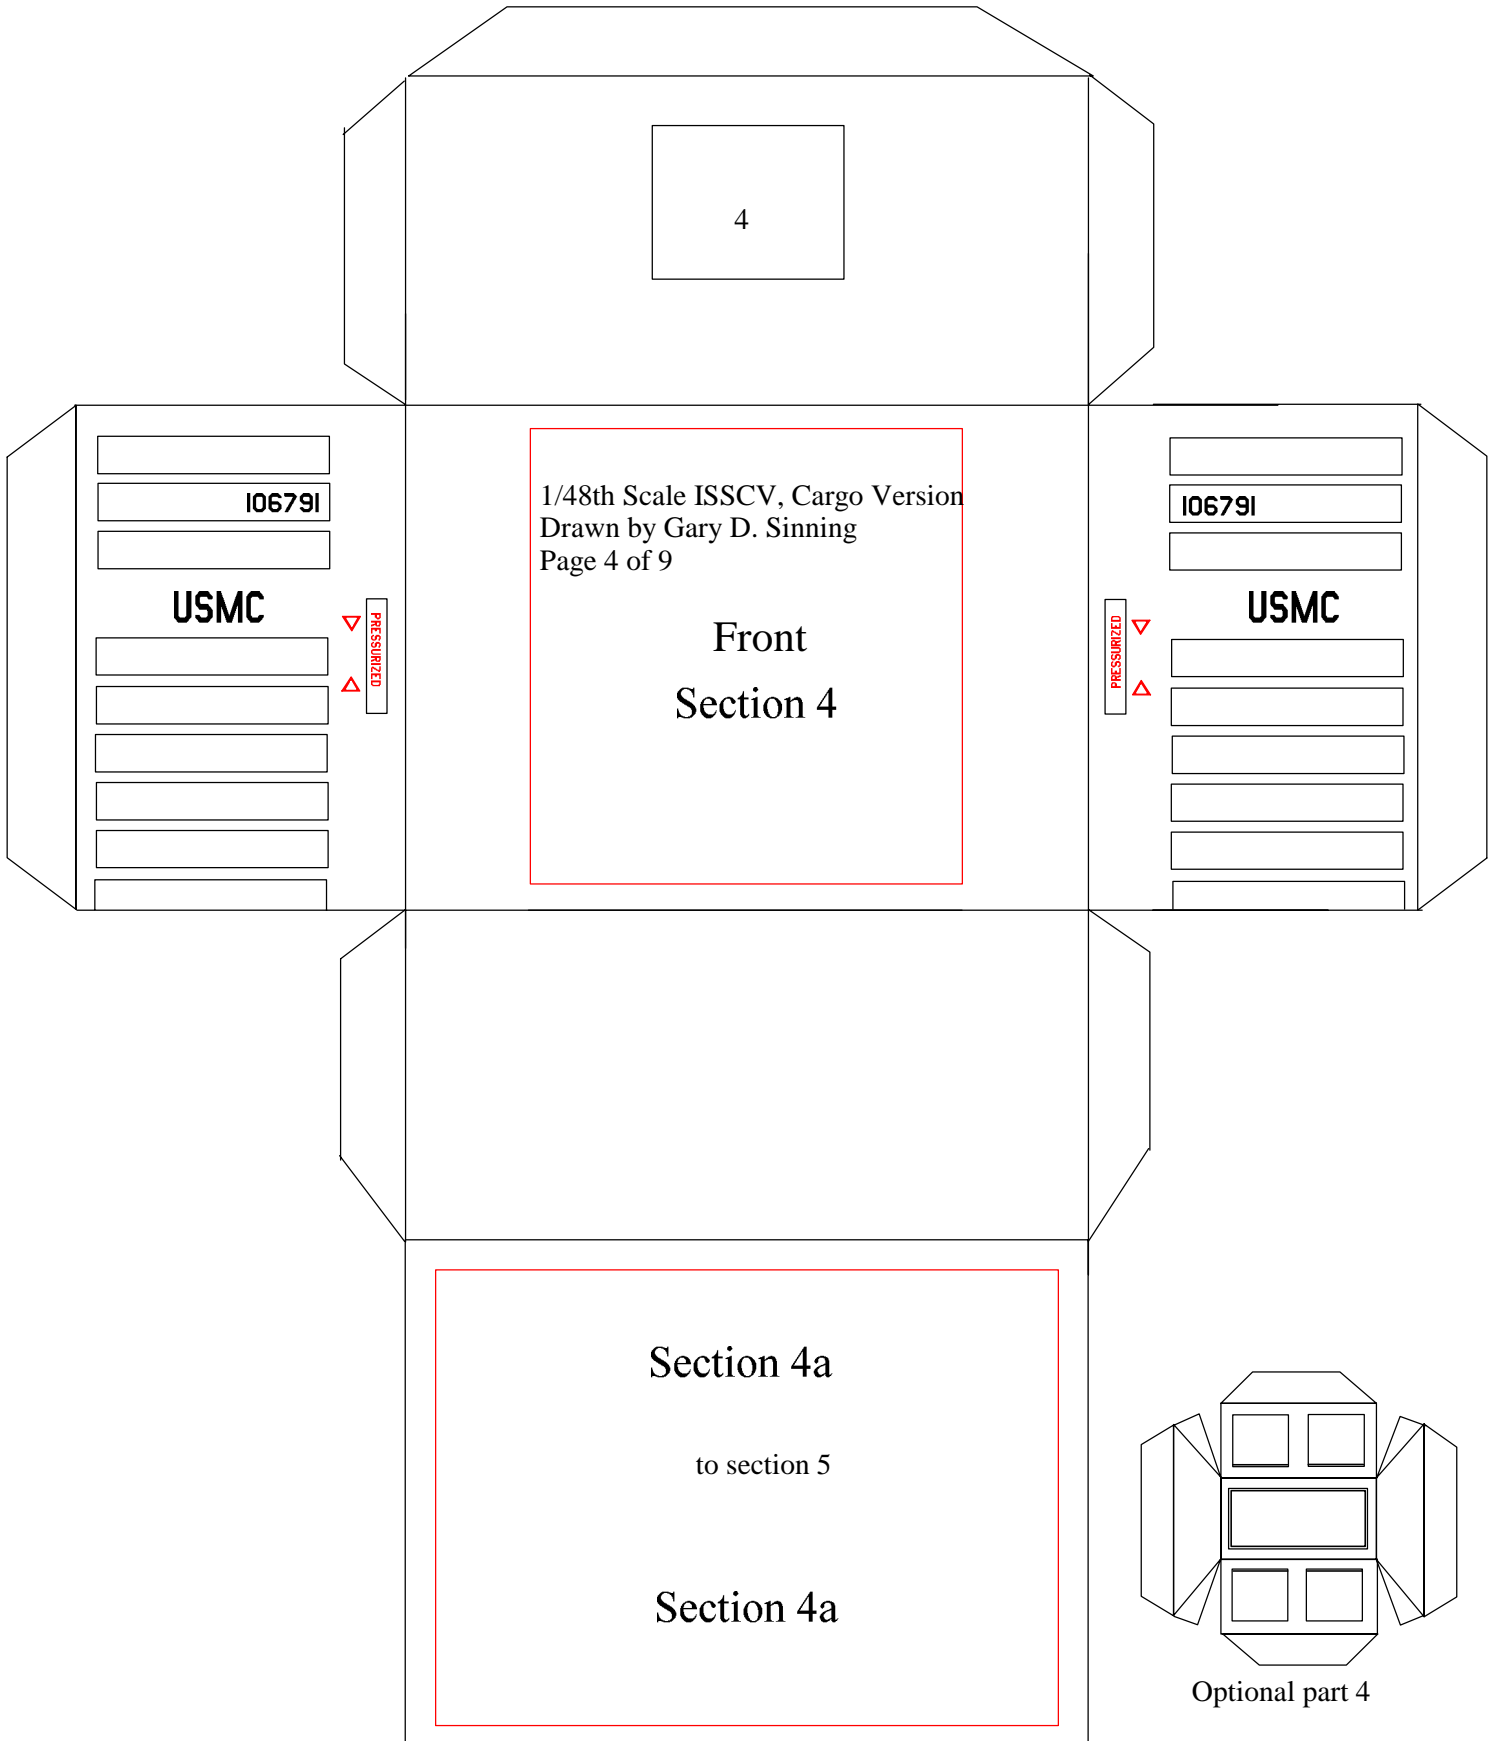 4
1/48th Scale ISSCV, Cargo Version
Drawn by Gary D. Sinning
Page 4 of 9
Front
Section 4
106791
USMC
PRESSURIZED
106791
USMC
PRESSURIZED
Section 4a
to section 5
Section 4a
Optional part 4